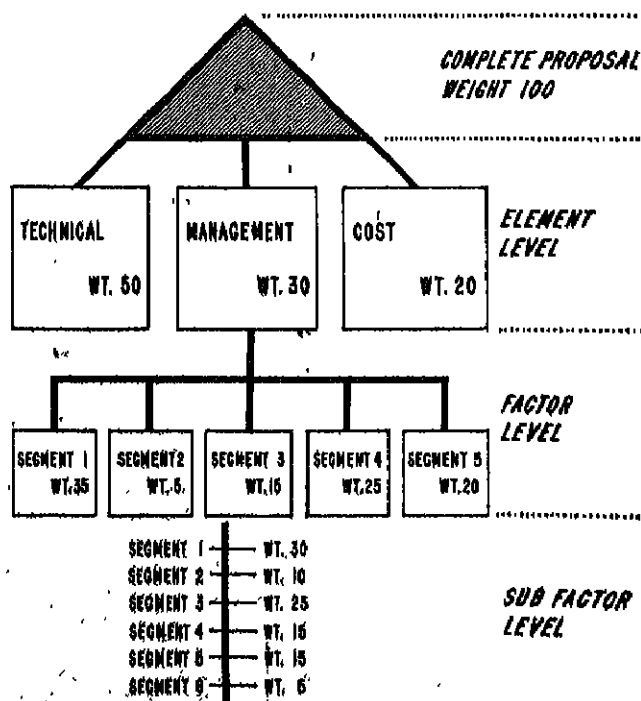 COMPLETE PROPOSAL
WEIGHT 100
TECHNICAL
WT. 50
MANAGEMENT
WT. 30
COST
WT. 20
ELEMENT
LEVEL
FACTOR
LEVEL
SEGMENT 1
WT.35
SEGMENT 2
WT. 5
SEGMENT 3
WT.15
SEGMENT 4
WT.25
SEGMENT 5
WT.20
SEGMENT 1 WT. 30
SEGMENT 2 WT. 10
SEGMENT 3 WT. 25
SEGMENT 4 WT. 15
SEGMENT 5 WT. 15
SEGMENT 6 WT. 5
SUB FACTOR
LEVEL